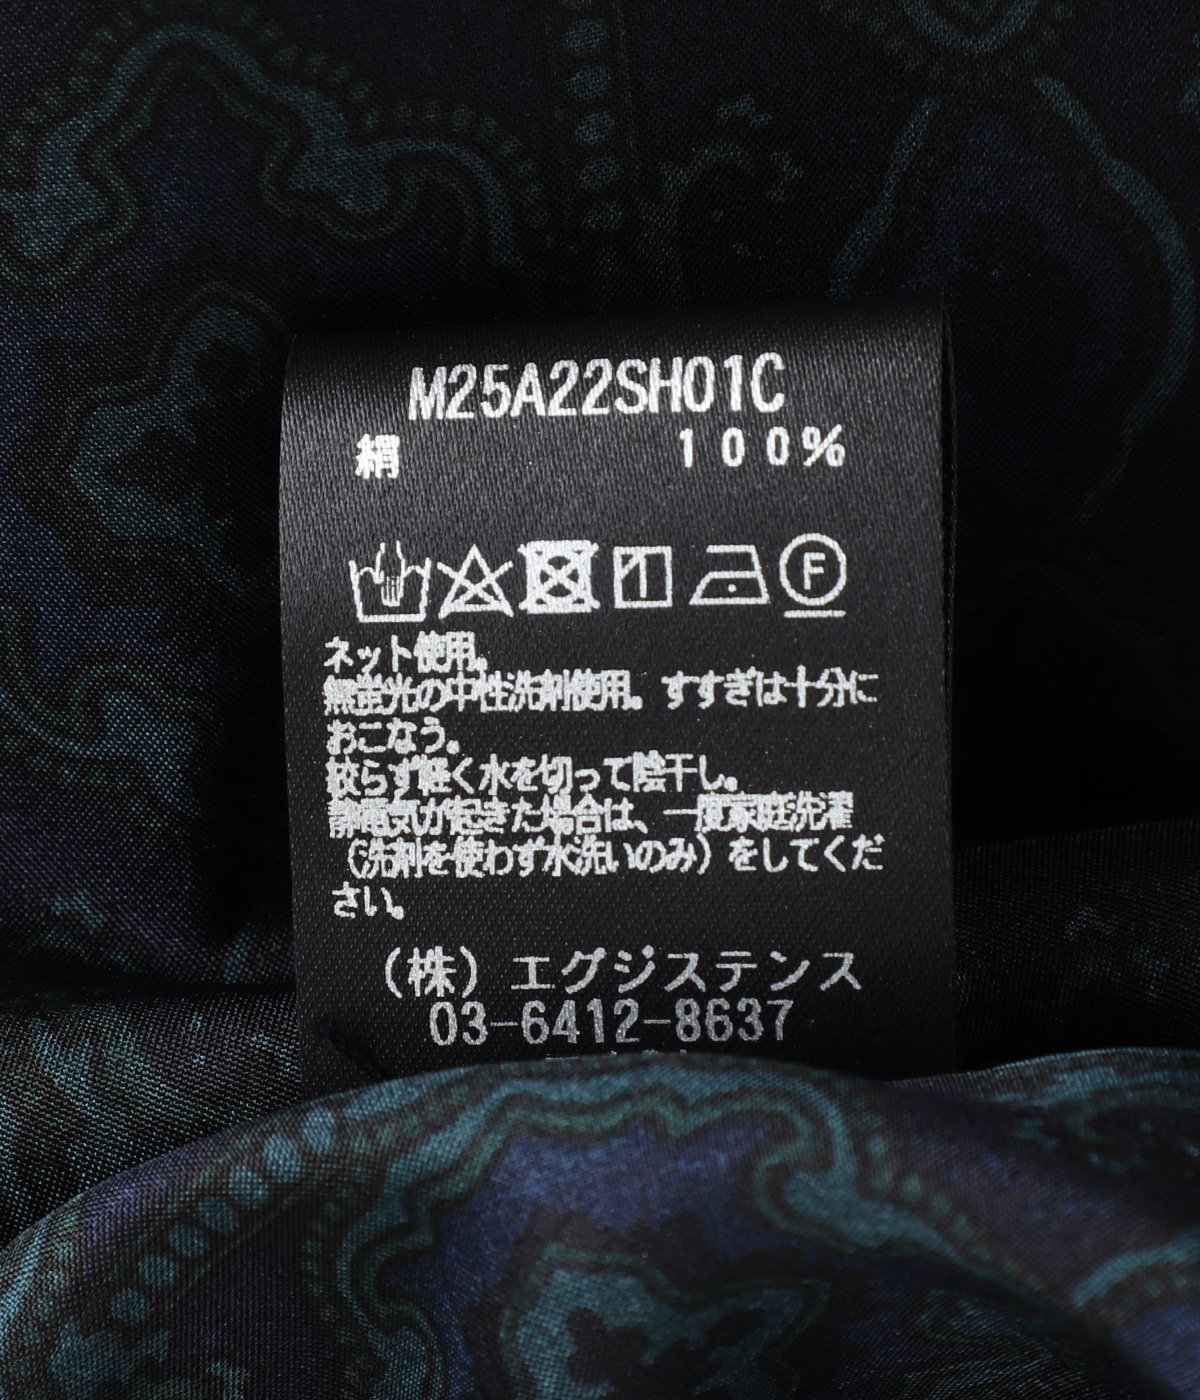 M25A22SH01C
絹 100%
F
ネット使用。
無蛍光の中性洗剤使用。すすぎは十分に
おこなう。
絞らず軽く水を切って陰干し。
静電気が起きた場合は、一度家庭洗濯
(洗剤を使わず水洗いのみ)をしてくだ
さい。
(株)エグジステンス
03-6412-8637